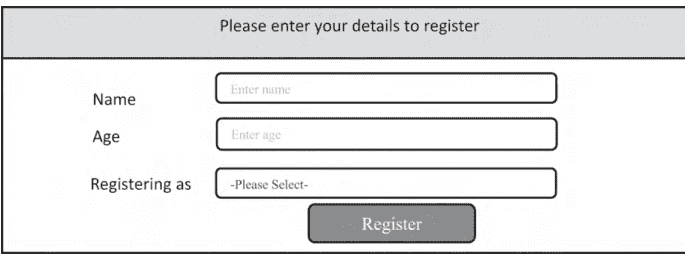 Please enter your details to register
Name
Enter name
Age
Enter age
Registering as
-Please Select-
Register